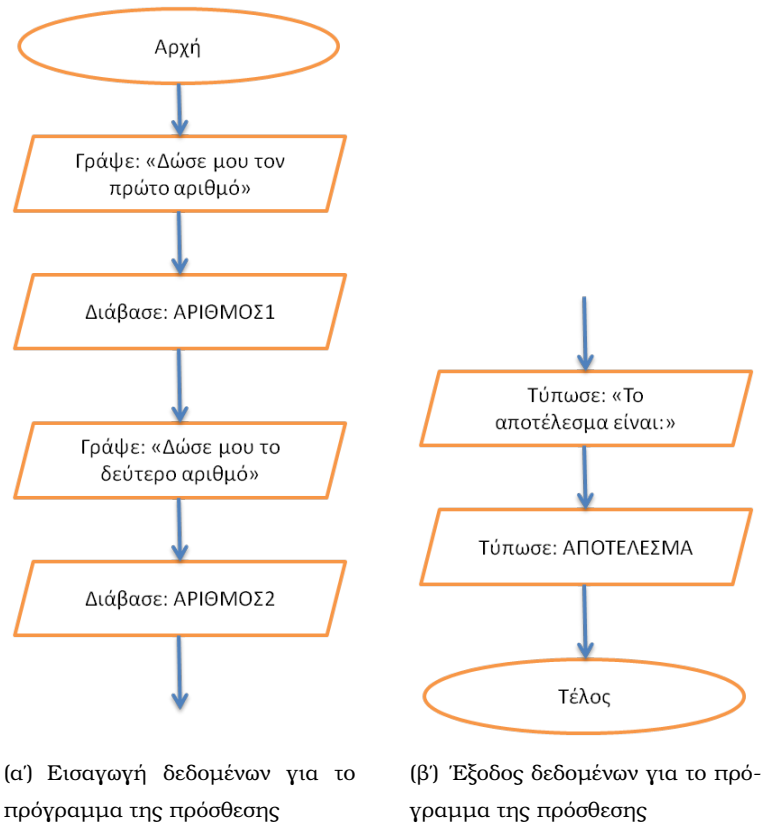 Αρχή
Γράψε: «Δώσε μου τον
πρώτο αριθμό»
Διάβασε: ΑΡΙΘΜΟΣ1
Γράψε: «Δώσε μου το
δεύτερο αριθμό»
Διάβασε: ΑΡΙΘΜΟΣ2
(αʹ) Εισαγωγή δεδομένων για το
πρόγραμμα της πρόσθεσης
Τύπωσε: «Το
αποτέλεσμα είναι:»
Τύπωσε: ΑΠΟΤΕΛΕΣΜΑ
Τέλος
(βʹ) Έξοδος δεδομένων για το πρό-
γραμμα της πρόσθεσης